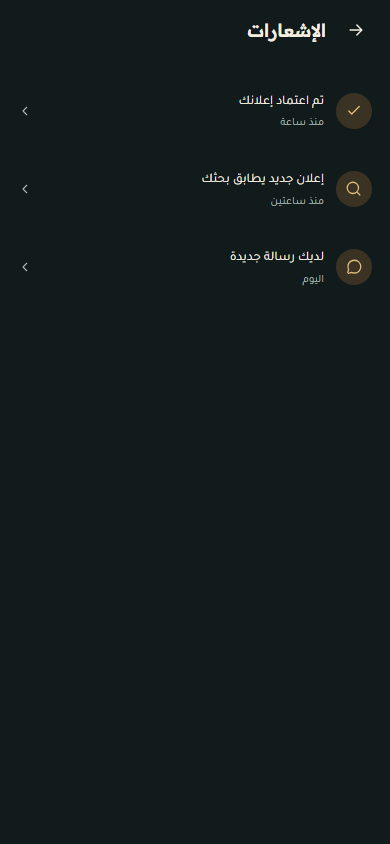 الإشعارات
تم اعتماد إعلانك
منذ ساعة
إعلان جديد يطابق بحثك
منذ ساعتين
لديك رسالة جديدة
اليوم